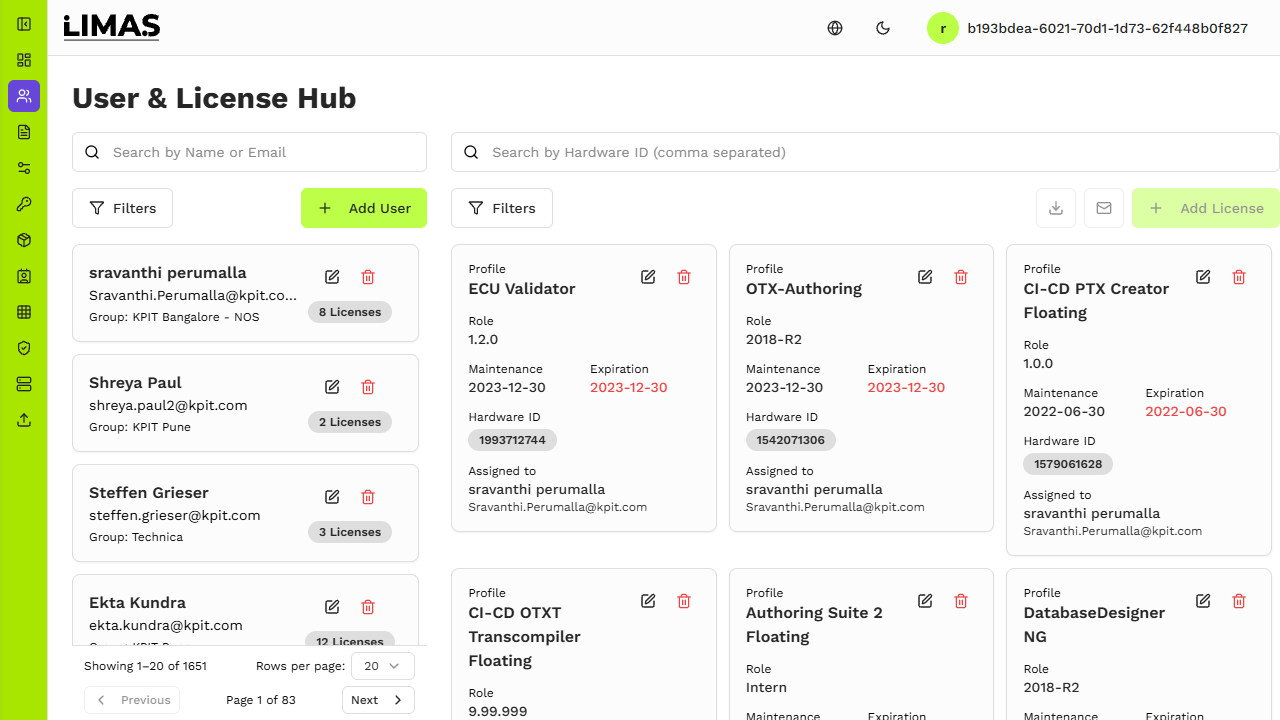 LIMAS
r
b193bdea-6021-70d1-1d73-62f448b0f827
User & License Hub
Search by Name or Email
Filters
Add User
sravanthi perumalla
Sravanthi.Perumalla@kpit.co...
Group: KPIT Bangalore - NOS
8 Licenses
Shreya Paul
shreya.paul2@kpit.com
Group: KPIT Pune
2 Licenses
Steffen Grieser
steffen.grieser@kpit.com
Group: Technica
3 Licenses
Ekta Kundra
ekta.kundra@kpit.com
12 Licenses
Showing 1–20 of 1651
Rows per page:
20
Previous
Page 1 of 83
Next
Search by Hardware ID (comma separated)
Filters
Add License
Profile
ECU Validator
Role
1.2.0
Maintenance
Expiration
2023-12-30
2023-12-30
Hardware ID
1993712744
Assigned to
sravanthi perumalla
Sravanthi.Perumalla@kpit.com
Profile
OTX-Authoring
Role
2018-R2
Maintenance
Expiration
2023-12-30
2023-12-30
Hardware ID
1542071306
Assigned to
sravanthi perumalla
Sravanthi.Perumalla@kpit.com
Profile
CI-CD PTX Creator
Floating
Role
1.0.0
Maintenance
Expiration
2022-06-30
2022-06-30
Hardware ID
1579061628
Assigned to
sravanthi perumalla
Sravanthi.Perumalla@kpit.com
Profile
CI-CD OTXT
Transcompiler
Floating
Role
9.99.999
Profile
Authoring Suite 2
Floating
Role
Intern
Maintenance
Expiration
Profile
DatabaseDesigner
NG
Role
2018-R2
Maintenance
Expiration